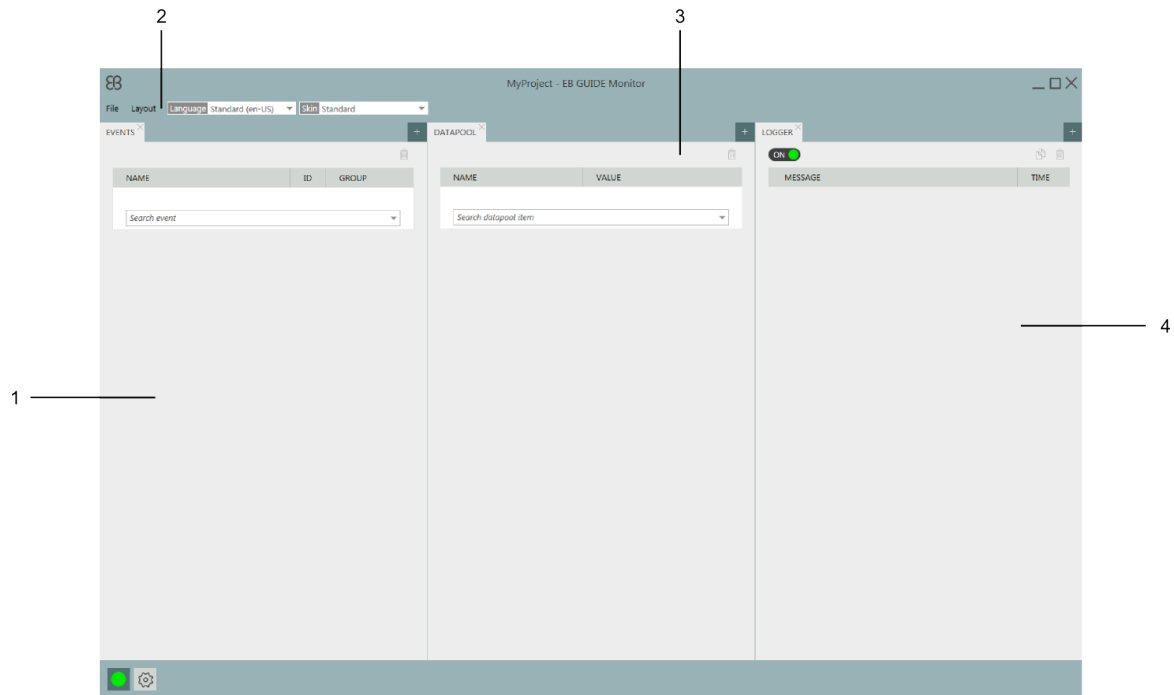 2
3
EB
MyProject - EB GUIDE Monitor
File Layout Language Standard (en-US) Skin Standard
EVENTS + DATAPOOL + LOGGER +
ON
NAME ID GROUP NAME VALUE MESSAGE TIME
Search event Search datapool item
4
1